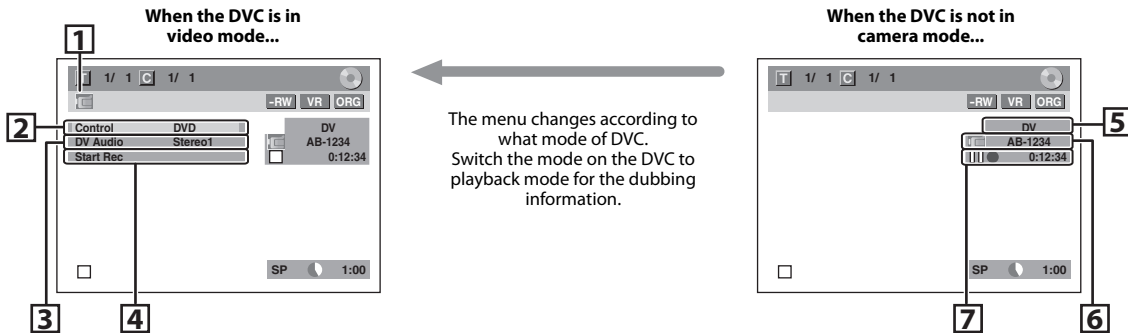 When the DVC is in
video mode...
1
T 1/ 1 C 1/ 1
-RW VR ORG
2
Control DVD
DV Audio Stereo1
Start Rec
DV
AB-1234
0:12:34
SP 1:00
3
4
The menu changes according to
what mode of DVC.
Switch the mode on the DVC to
playback mode for the dubbing
information.
When the DVC is not in
camera mode...
T 1/ 1 C 1/ 1
-RW VR ORG
DV
5
AB-1234
0:12:34
SP 1:00
7
6